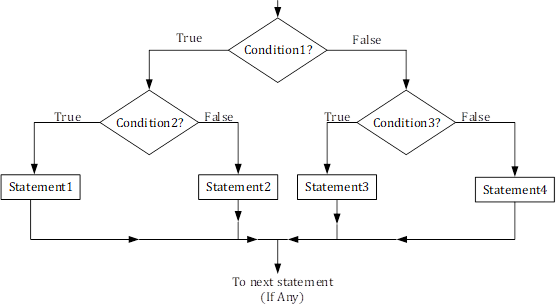 True
False
Condition1?
True
False
True
False
Condition2?
Condition3?
Statement1
Statement2
Statement3
Statement4
To next statement
(If Any)